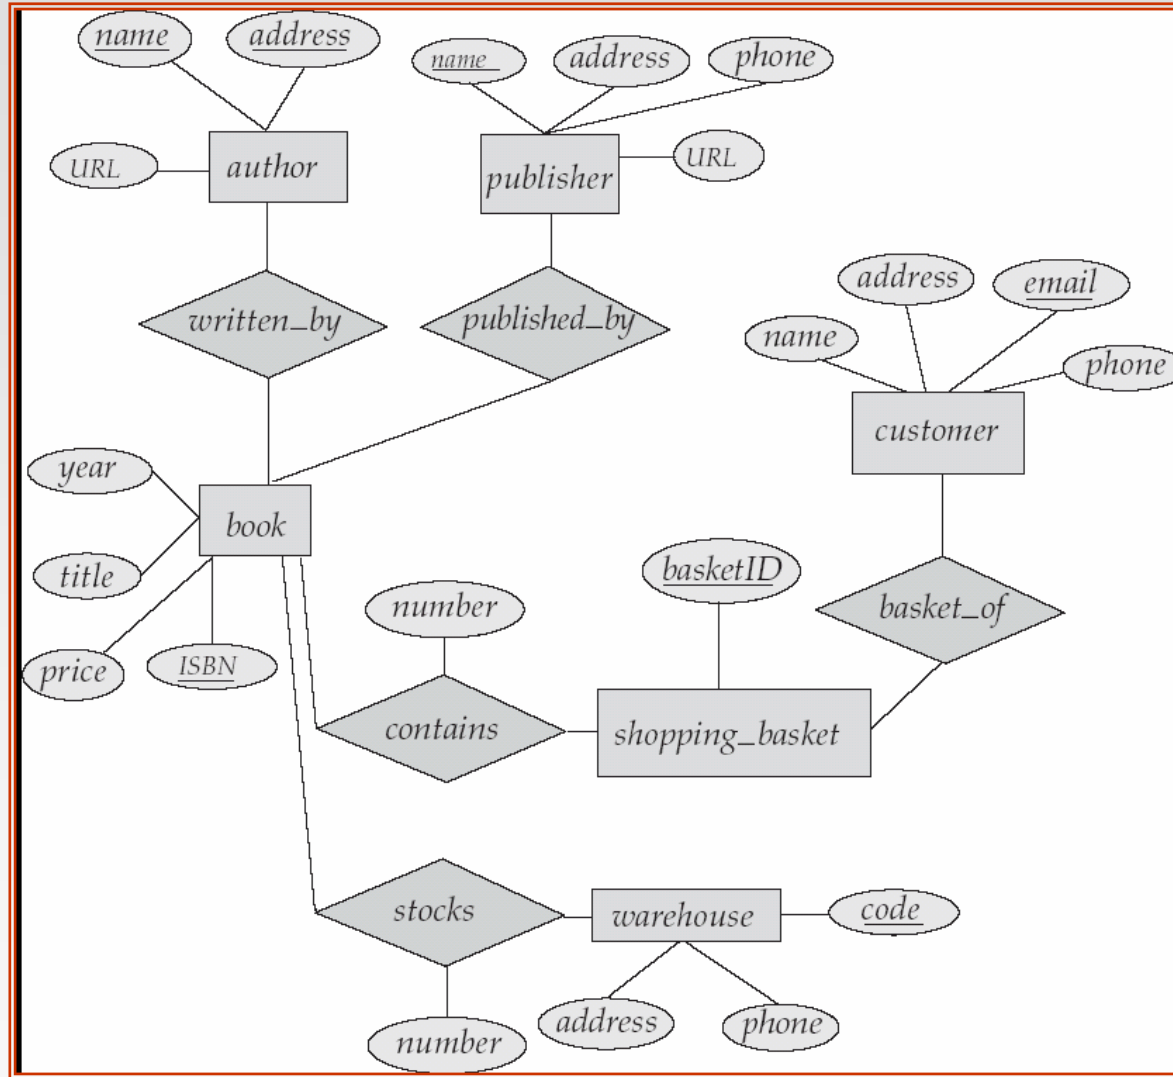 name
address
name
address
phone
URL
author
publisher
URL
written_by
published_by
address
email
name
phone
customer
year
book
title
price
ISBN
number
basketID
basket_of
contains
shopping_basket
stocks
warehouse
code
number
address
phone